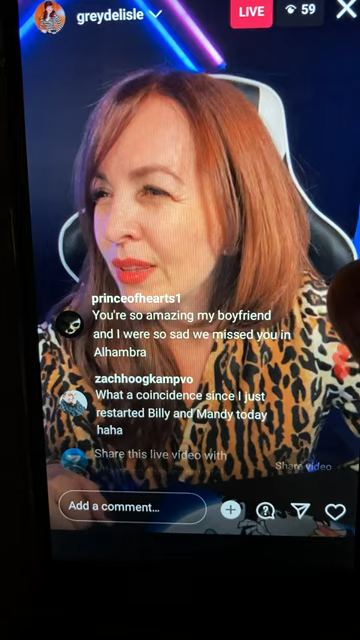 greydelisle
LIVE
59
princeofhearts1
You're so amazing my boyfriend
and I were so sad we missed you in
Alhambra
zachhoogkampvo
What a coincidence since I just
restarted Billy and Mandy today
haha
Share this live video with
Share video
Add a comment...